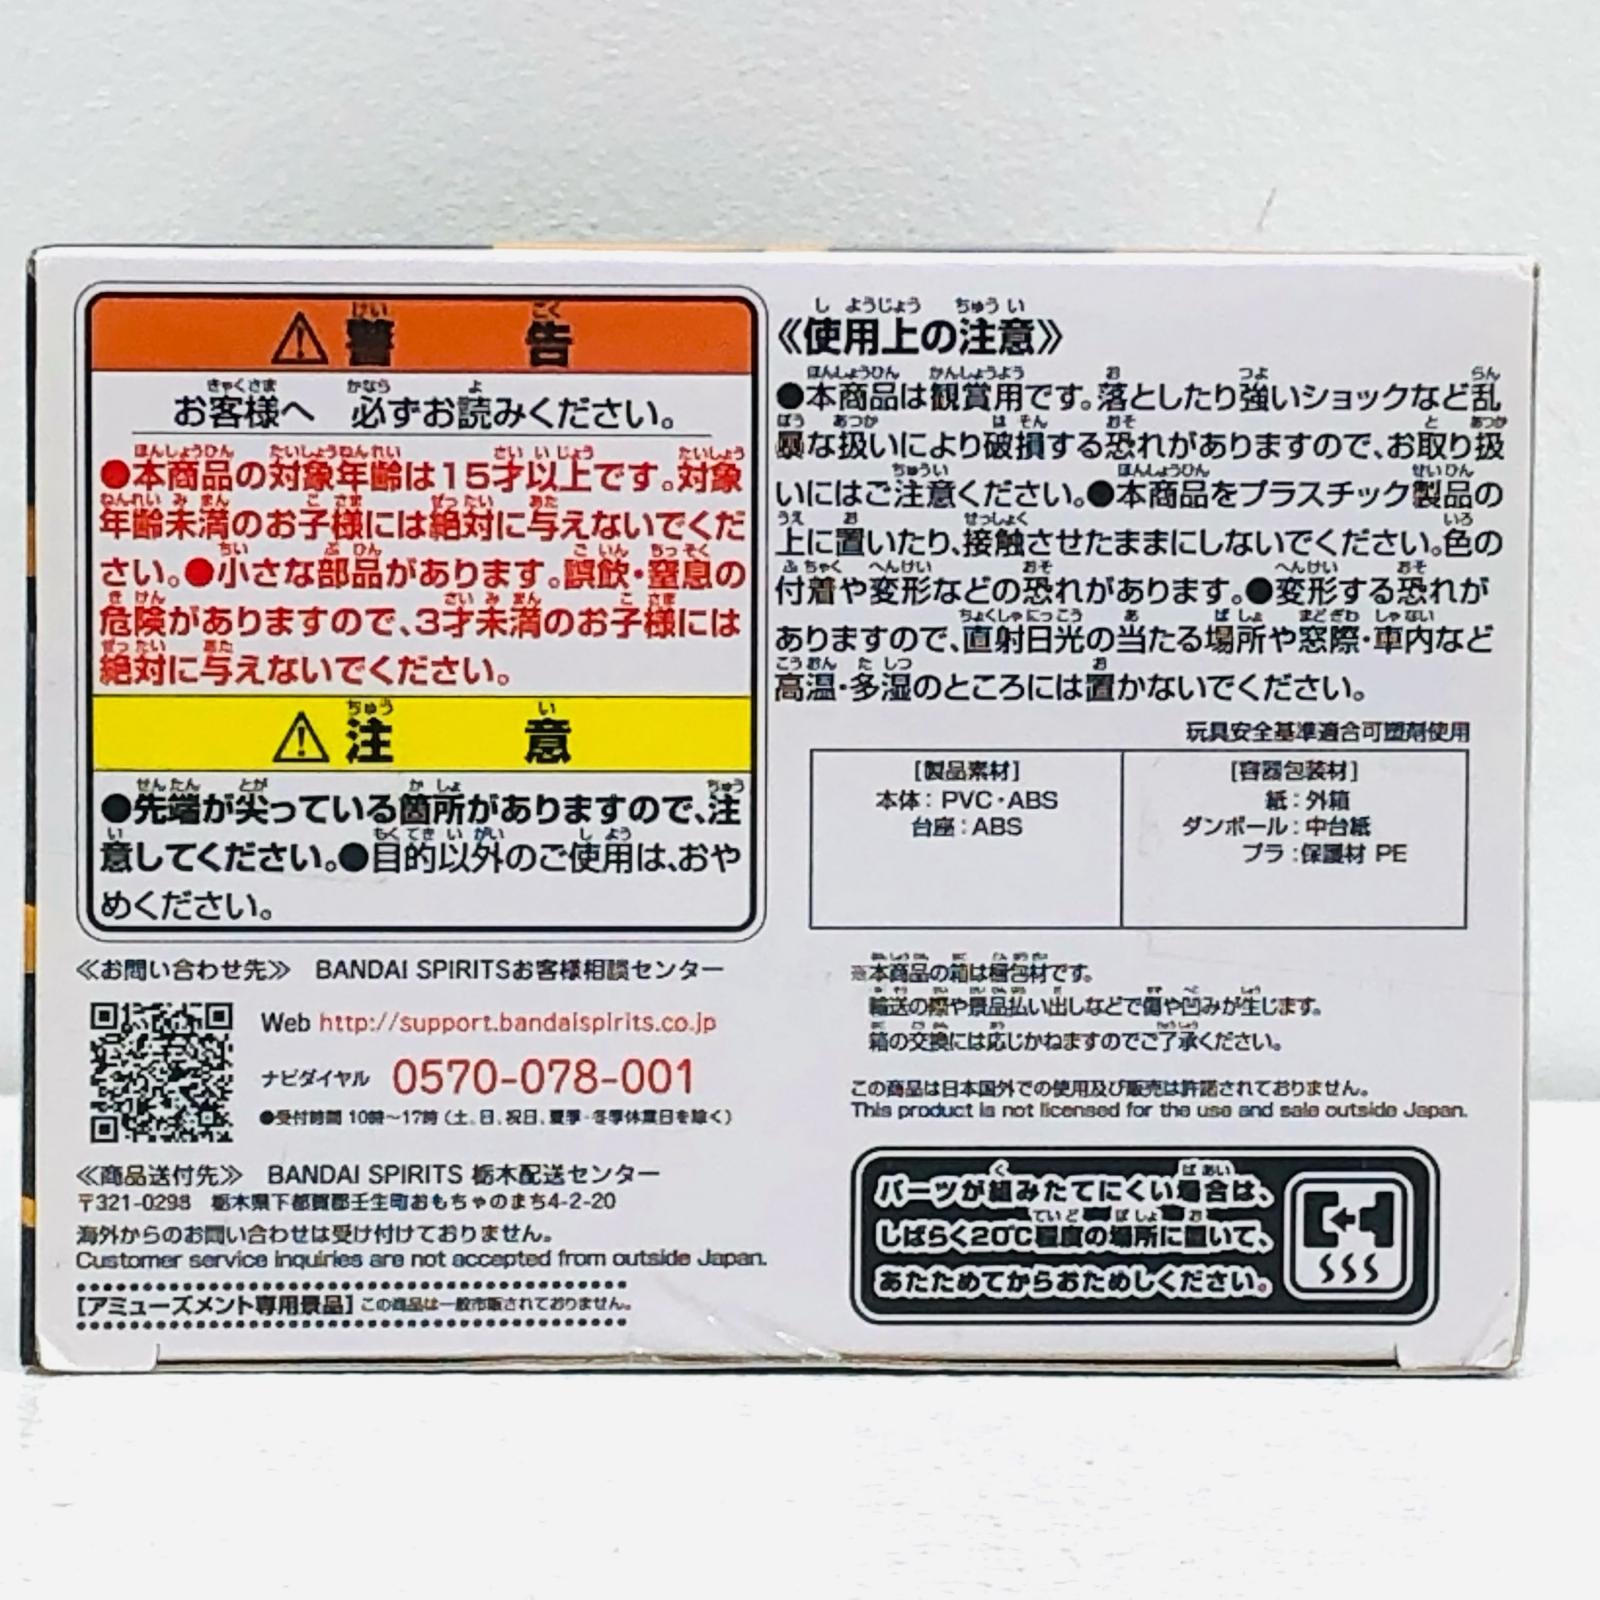 ⚠警告
お客様へ 必ずお読みください。
●本商品の対象年齢は15才以上です。対象
年齢未満のお子様には絶対に与えないでくだ
さい。●小さな部品があります。誤飲・窒息の
危険がありますので、3才未満のお子様には
絶対に与えないでください。
⚠注意
●先端が尖っている箇所がありますので、注
意してください。●目的以外のご使用は、おや
めください。
≪お問い合わせ先≫ BANDAI SPIRITSお客様相談センター
Web http://support.bandaispirits.co.jp
ナビダイヤル 0570-078-001
●受付時間 10時～17時（土、日、祝日、夏季・冬季休業日を除く）
≪商品送付先≫ BANDAI SPIRITS 栃木配送センター
〒321-0298 栃木県下都賀郡壬生町おもちゃのまち4-2-20
海外からのお問い合わせは受け付けておりません。
Customer service inquiries are not accepted from outside Japan.
[アミューズメント専用景品] この商品は一般市販されておりません。
《使用上の注意》
●本商品は観賞用です。落としたり強いショックなど乱
暴な扱いにより破損する恐れがありますので、お取り扱
いにはご注意ください。●本商品をプラスチック製品の
上に置いたり、接触させたままにしないでください。色の
付着や変形などの恐れがあります。●変形する恐れが
ありますので、直射日光の当たる場所や窓際・車内など
高温・多湿のところには置かないでください。
玩具安全基準適合可塑剤使用
[製品素材]
本体：PVC・ABS
台座：ABS
[容器包装材]
紙：外箱
ダンボール：中台紙
プラ：保護材 PE
※本商品の箱は梱包材です。
輸送の際や景品払い出しなどで傷や凹みが生じます。
箱の交換には応じかねますのでご了承ください。
この商品は日本国外での使用及び販売は許諾されておりません。
This product is not licensed for the use and sale outside Japan.
パーツが組みたてにくい場合は、
しばらく20℃程度の場所に置いて、
あたためてからおためしください。